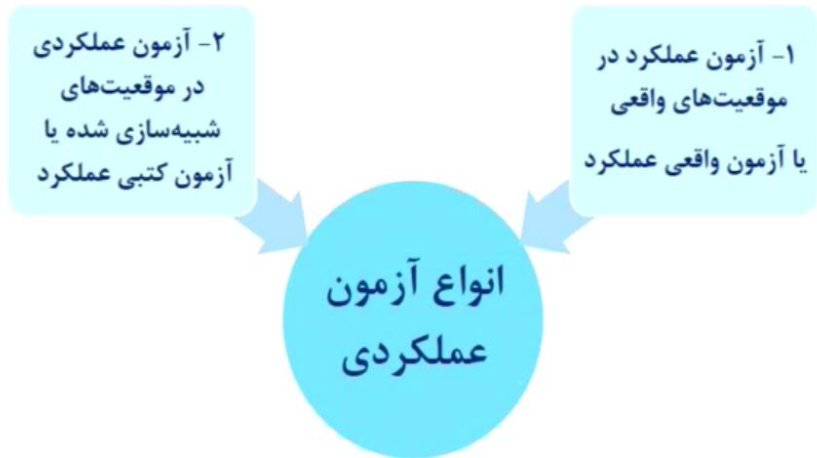 ۱- آزمون عملکرد در
موقعیت‌های واقعی
یا آزمون واقعی عملکرد
۲- آزمون عملکردی
در موقعیت‌های
شبیه‌سازی شده یا
آزمون کتبی عملکرد
انواع آزمون
عملکردی